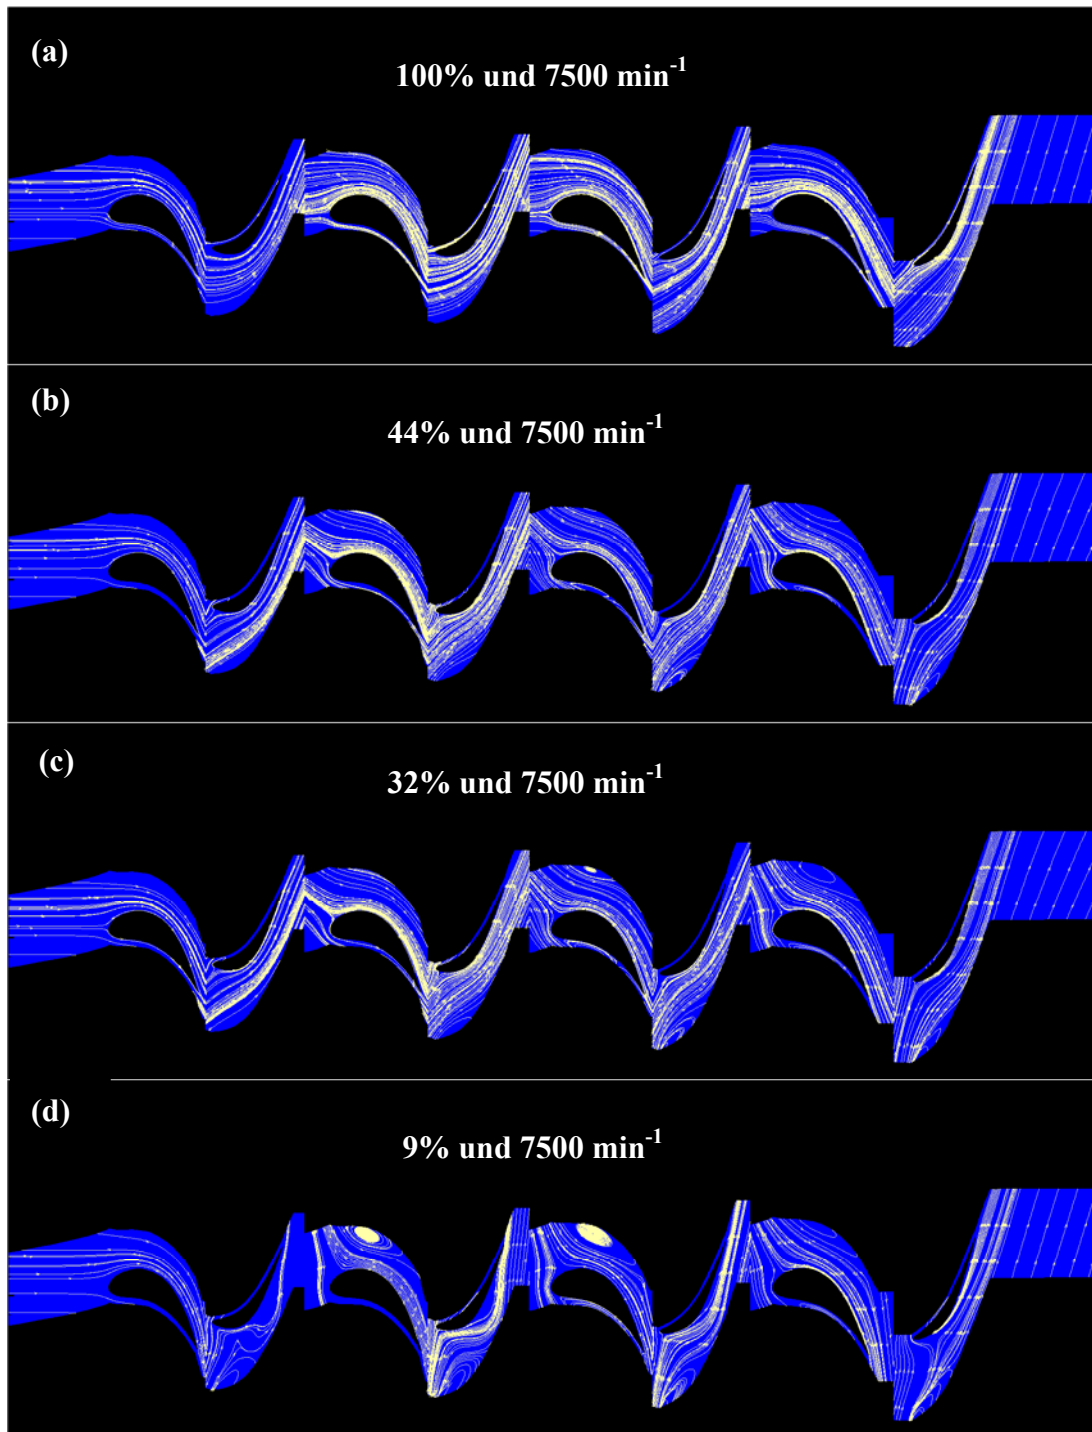 (a)
100% und 7500 min⁻¹
(b)
44% und 7500 min⁻¹
(c)
32% und 7500 min⁻¹
(d)
9% und 7500 min⁻¹